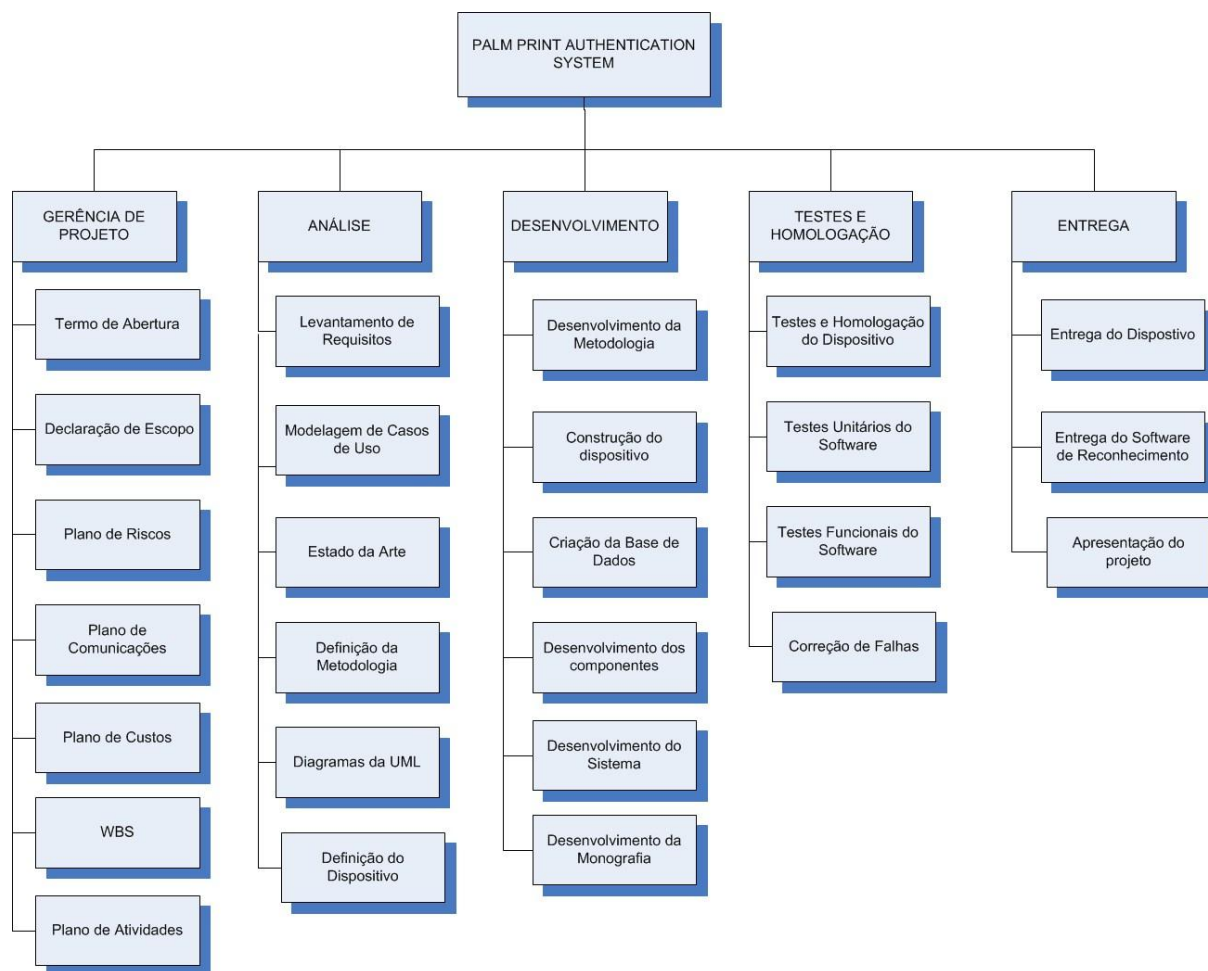 PALM PRINT AUTHENTICATION
SYSTEM
GERÊNCIA DE
PROJETO
Termo de Abertura
Declaração de Escopo
Plano de Riscos
Plano de
Comunicações
Plano de Custos
WBS
Plano de Atividades
ANÁLISE
Levantamento de
Requisitos
Modelagem de Casos
de Uso
Estado da Arte
Definição da
Metodologia
Diagramas da UML
Definição do
Dispositivo
DESENVOLVIMENTO
Desenvolvimento da
Metodologia
Construção do
dispositivo
Criação da Base de
Dados
Desenvolvimento dos
componentes
Desenvolvimento do
Sistema
Desenvolvimento da
Monografia
TESTES E
HOMOLOGAÇÃO
Testes e Homologação
do Dispositivo
Testes Unitários do
Software
Testes Funcionais do
Software
Correção de Falhas
ENTREGA
Entrega do Dispostivo
Entrega do Software
de Reconhecimento
Apresentação do
projeto